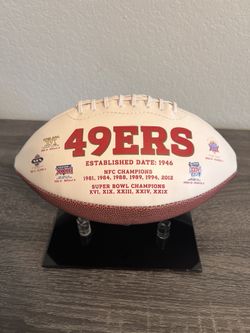 49ERS
ESTABLISHED DATE: 1946
NFC CHAMPIONS
1981, 1984, 1988, 1989, 1994, 2012
SUPER BOWL CHAMPIONS
XVI, XIX, XXIII, XXIV, XXIX